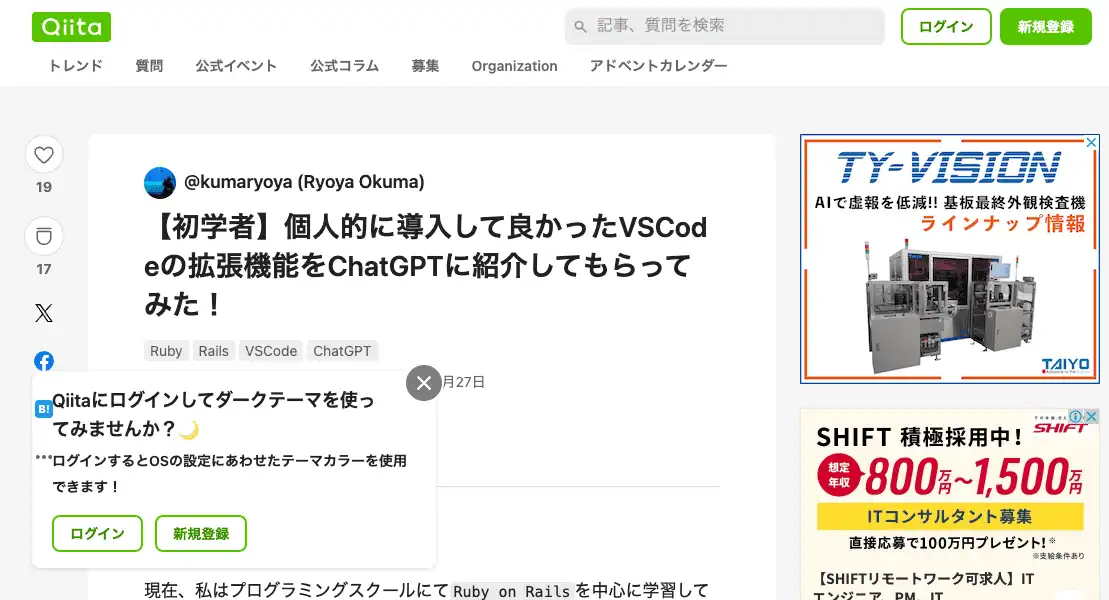 Qiita
記事、質問を検索
ログイン
新規登録
トレンド
質問
公式イベント
公式コラム
募集
Organization
アドベントカレンダー
19
17
@kumaryoya (Ryoya Okuma)
【初学者】個人的に導入して良かったVSCod
eの拡張機能をChatGPTに紹介してもらって
みた！
Ruby
Rails
VSCode
ChatGPT
月27日
B!
Qiitaにログインしてダークテーマを使っ
てみませんか？🌙
ログインするとOSの設定にあわせたテーマカラーを使用
できます！
ログイン
新規登録
現在、私はプログラミングスクールにてRuby on Railsを中心に学習して
TY-VISION
AIで虚報を低減!! 基板最終外観検査機
ラインナップ情報
TAIYO
SHIFT 積極採用中!
SHIFT
想定
年収
800万円〜1,500万円
ITコンサルタント募集
直接応募で100万円プレゼント!※
※支給条件あり
【SHIFTリモートワーク可求人】IT
エンジニア、PM、IT